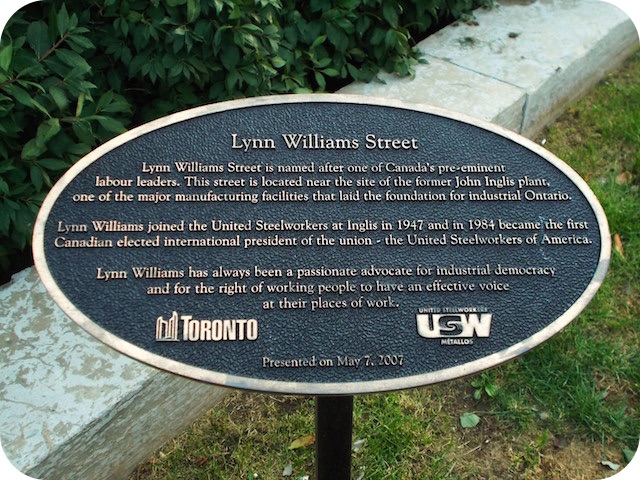 Lynn Williams Street
Lynn Williams Street is named after one of Canada's pre-eminent
labour leaders. This street is located near the site of the former John Inglis plant,
one of the major manufacturing facilities that laid the foundation for industrial Ontario.
Lynn Williams joined the United Steelworkers at Inglis in 1947 and in 1984 became the first
Canadian elected international president of the union - the United Steelworkers of America.
Lynn Williams has always been a passionate advocate for industrial democracy
and for the right of working people to have an effective voice
at their places of work.
TORONTO
UNITED STEELWORKERS
USW
MÉTALLOS
Presented on May 7, 2007